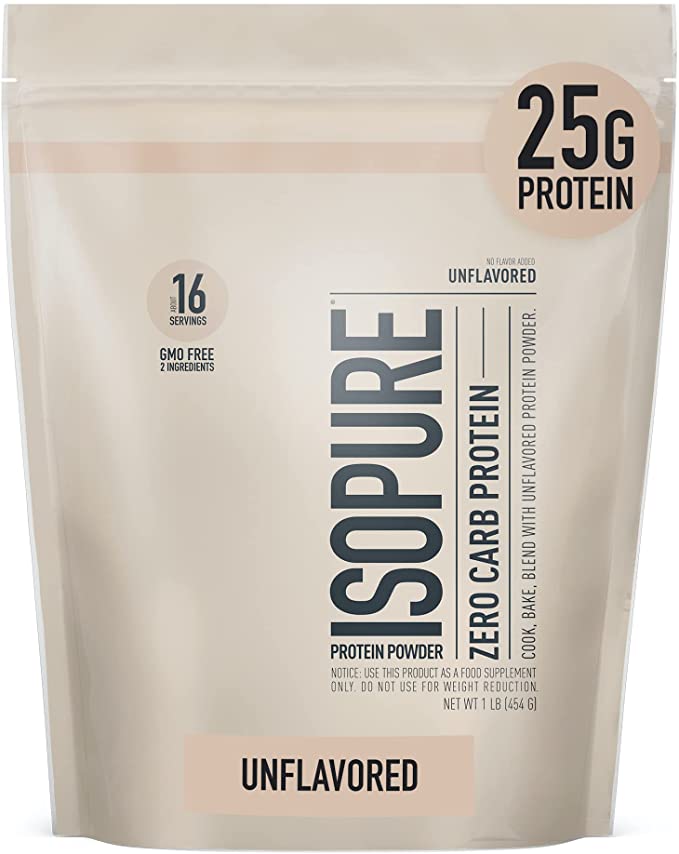 25G
PROTEIN
NO FLAVOR ADDED
UNFLAVORED
ABOUT
16
SERVINGS
GMO FREE
2 INGREDIENTS
ISOPURE®
PROTEIN POWDER
ZERO CARB PROTEIN
COOK, BAKE, BLEND WITH UNFLAVORED PROTEIN POWDER.
NOTICE: USE THIS PRODUCT AS A FOOD SUPPLEMENT
ONLY. DO NOT USE FOR WEIGHT REDUCTION.
NET WT 1 LB (454 G)
UNFLAVORED